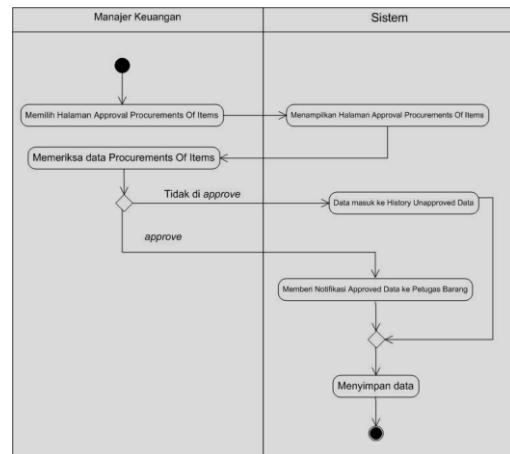 Manajer Keuangan
Sistem
Memilih Halaman Approval Procurements Of Items
Menampilkan Halaman Approval Procurements Of Items
Memeriksa data Procurements Of Items
Tidak di approve
Data masuk ke History Unapproved Data
approve
Memberi Notifikasi Approved Data ke Petugas Barang
Menyimpan data